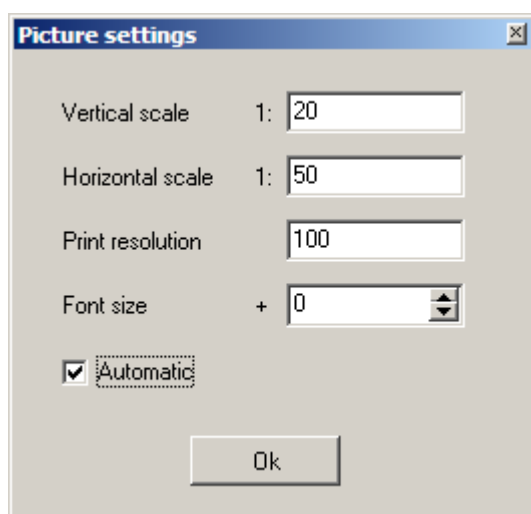 Picture settings
Vertical scale 1: 20
Horizontal scale 1: 50
Print resolution 100
Font size + 0
Automatic
Ok